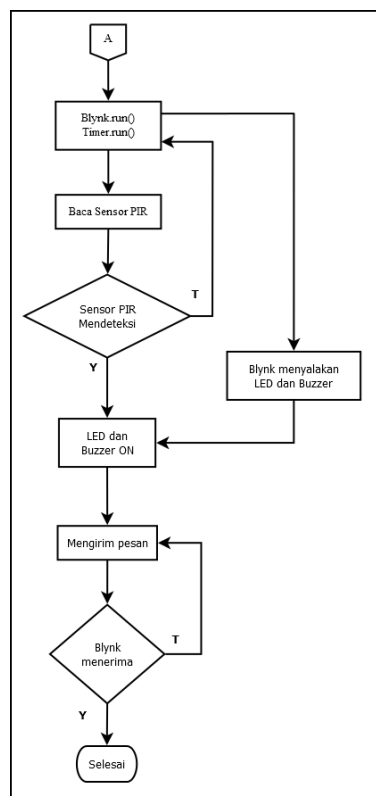 A
Blynk.run()
Timer.run()
Baca Sensor PIR
Sensor PIR
Mendeteksi
T
Y
Blynk menyalakan
LED dan Buzzer
LED dan
Buzzer ON
Mengirim pesan
Blynk
menerima
T
Y
Selesai